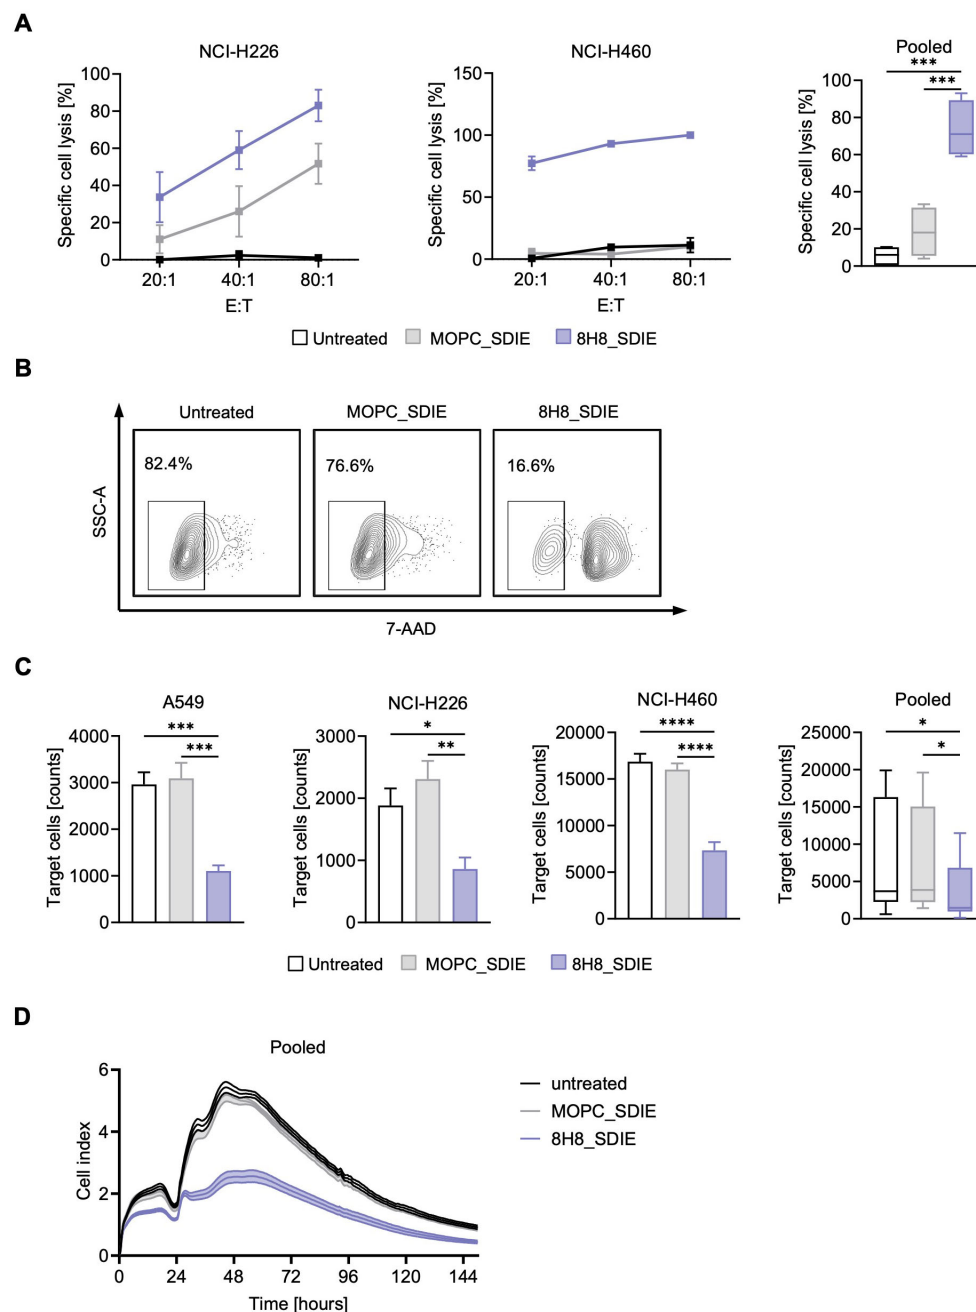 A
NCI-H226
Specific cell lysis [%]
100
80
60
40
20
0
20:1 40:1 80:1
E:T
NCI-H460
Specific cell lysis [%]
150
100
50
0
20:1 40:1 80:1
E:T
Pooled
***
***
Specific cell lysis [%]
100
80
60
40
20
0
Untreated MOPC_SDIE 8H8_SDIE
B
Untreated MOPC_SDIE 8H8_SDIE
82.4% 76.6% 16.6%
SSC-A
7-AAD
C
A549
***
***
Target cells [counts]
4000
3000
2000
1000
0
NCI-H226
*
**
Target cells [counts]
3000
2000
1000
0
NCI-H460
****
****
Target cells [counts]
20000
15000
10000
5000
0
Pooled
*
*
Target cells [counts]
25000
20000
15000
10000
5000
0
Untreated MOPC_SDIE 8H8_SDIE
D
Pooled
Cell index
6
4
2
0
0 24 48 72 96 120 144
Time [hours]
untreated
MOPC_SDIE
8H8_SDIE